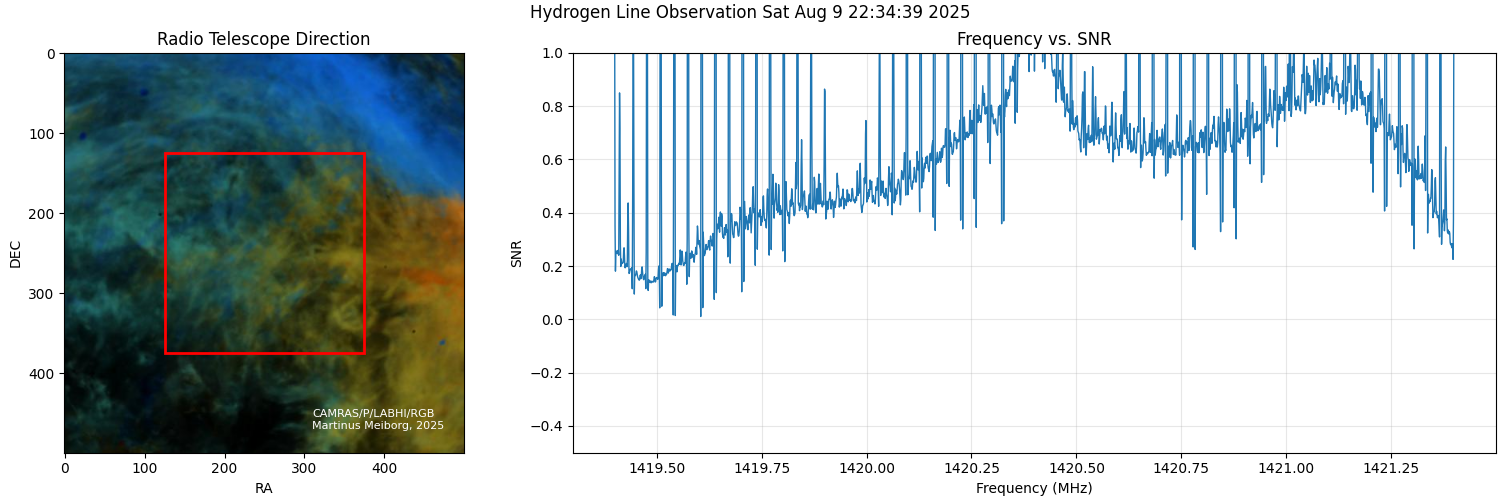 Hydrogen Line Observation Sat Aug 9 22:34:39 2025
Radio Telescope Direction
0
100
200
300
400
DEC
0 100 200 300 400
RA
CAMRAS/P/LABHI/RGB
Martinus Meiborg, 2025
Frequency vs. SNR
1.0
0.8
0.6
0.4
0.2
0.0
−0.2
−0.4
SNR
1419.50 1419.75 1420.00 1420.25 1420.50 1420.75 1421.00 1421.25
Frequency (MHz)